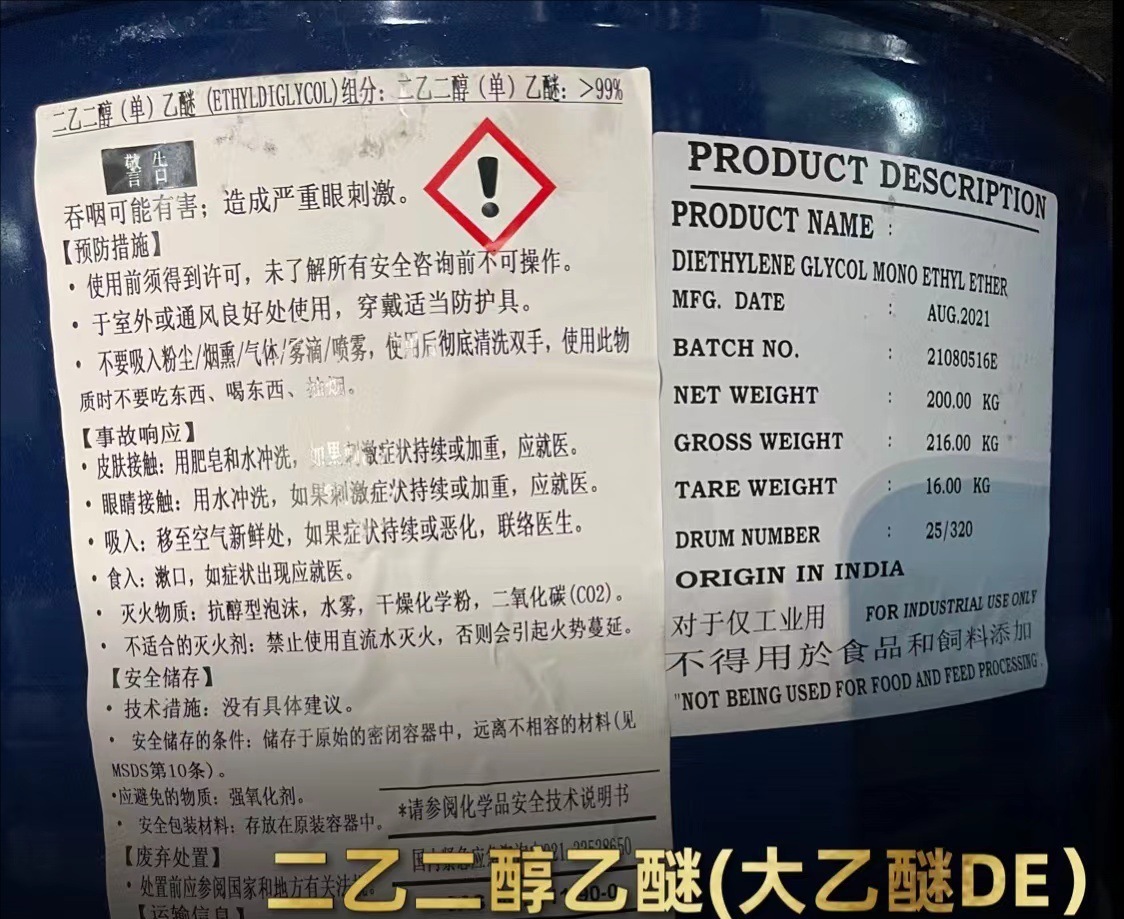 二乙二醇(单)乙醚(ETHYLDIGLYCOL)组分:二乙二醇(单)乙醚:>99%
吞咽可能有害;造成严重眼刺激。
【预防措施】
• 使用前须得到许可,未了解所有安全咨询前不可操作。
• 于室外或通风良好处使用,穿戴适当防护具。
• 不要吸入粉尘/烟熏/气体/雾滴/喷雾,使用后彻底清洗双手,使用此物
质时不要吃东西、喝东西、抽烟。
【事故响应】
• 皮肤接触:用肥皂和水冲洗,如果刺激症状持续或加重,应就医。
• 眼睛接触:用水冲洗,如果刺激症状持续或加重,应就医。
• 吸入:移至空气新鲜处,如果症状持续或恶化,联络医生。
• 食入:漱口,如症状出现应就医。
• 灭火物质:抗醇型泡沫,水雾,干燥化学粉,二氧化碳(CO2)。
• 不适合的灭火剂:禁止使用直流水灭火,否则会引起火势蔓延。
【安全储存】
• 技术措施:没有具体建议。
• 安全储存的条件:储存于原始的密闭容器中,远离不相容的材料(见
MSDS第10条)。
•应避免的物质:强氧化剂。
• 安全包装材料:存放在原装容器中。
*请参阅化学品安全技术说明书
【废弃处置】
• 处置前应参阅国家和地方有关法
【运输信息】
PRODUCT DESCRIPTION
PRODUCT NAME :
DIETHYLENE GLYCOL MONO ETHYL ETHER
MFG. DATE : AUG.2021
BATCH NO. : 21080516E
NET WEIGHT : 200.00 KG
GROSS WEIGHT : 216.00 KG
TARE WEIGHT : 16.00 KG
DRUM NUMBER : 25/320
ORIGIN IN INDIA
对于仅工业用 FOR INDUSTRIAL USE ONLY
不得用於食品和飼料添加
"NOT BEING USED FOR FOOD AND FEED PROCESSING".
二乙二醇乙醚(大乙醚DE)